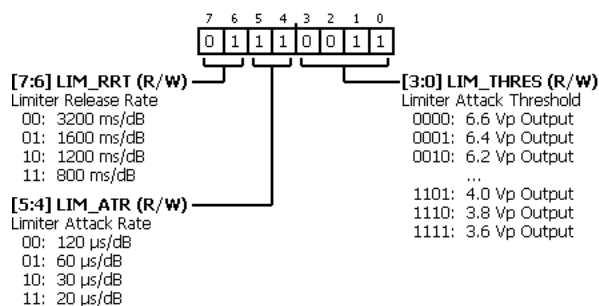 7 6 5 4 3 2 1 0
0 1 1 1 0 0 1 1
[7:6] LIM_RRT (R/W)
Limiter Release Rate
00: 3200 ms/dB
01: 1600 ms/dB
10: 1200 ms/dB
11: 800 ms/dB
[5:4] LIM_ATR (R/W)
Limiter Attack Rate
00: 120 µs/dB
01: 60 µs/dB
10: 30 µs/dB
11: 20 µs/dB
[3:0] LIM_THRES (R/W)
Limiter Attack Threshold
0000: 6.6 Vp Output
0001: 6.4 Vp Output
0010: 6.2 Vp Output
...
1101: 4.0 Vp Output
1110: 3.8 Vp Output
1111: 3.6 Vp Output